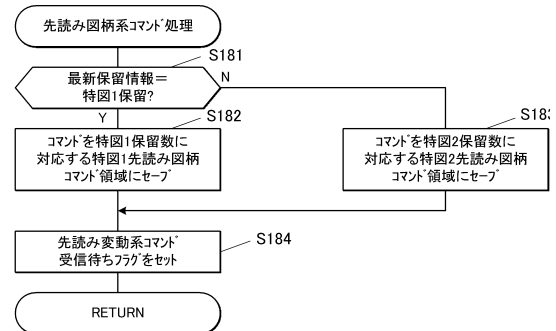 先読み図柄系コマンド処理
S181
最新保留情報＝
特図1保留?
N
Y
S182
コマンドを特図1保留数に
対応する特図1先読み図柄
コマンド領域にセーブ
S183
コマンドを特図2保留数に
対応する特図2先読み図柄
コマンド領域にセーブ
先読み変動系コマンド
受信待ちフラグをセット
S184
RETURN